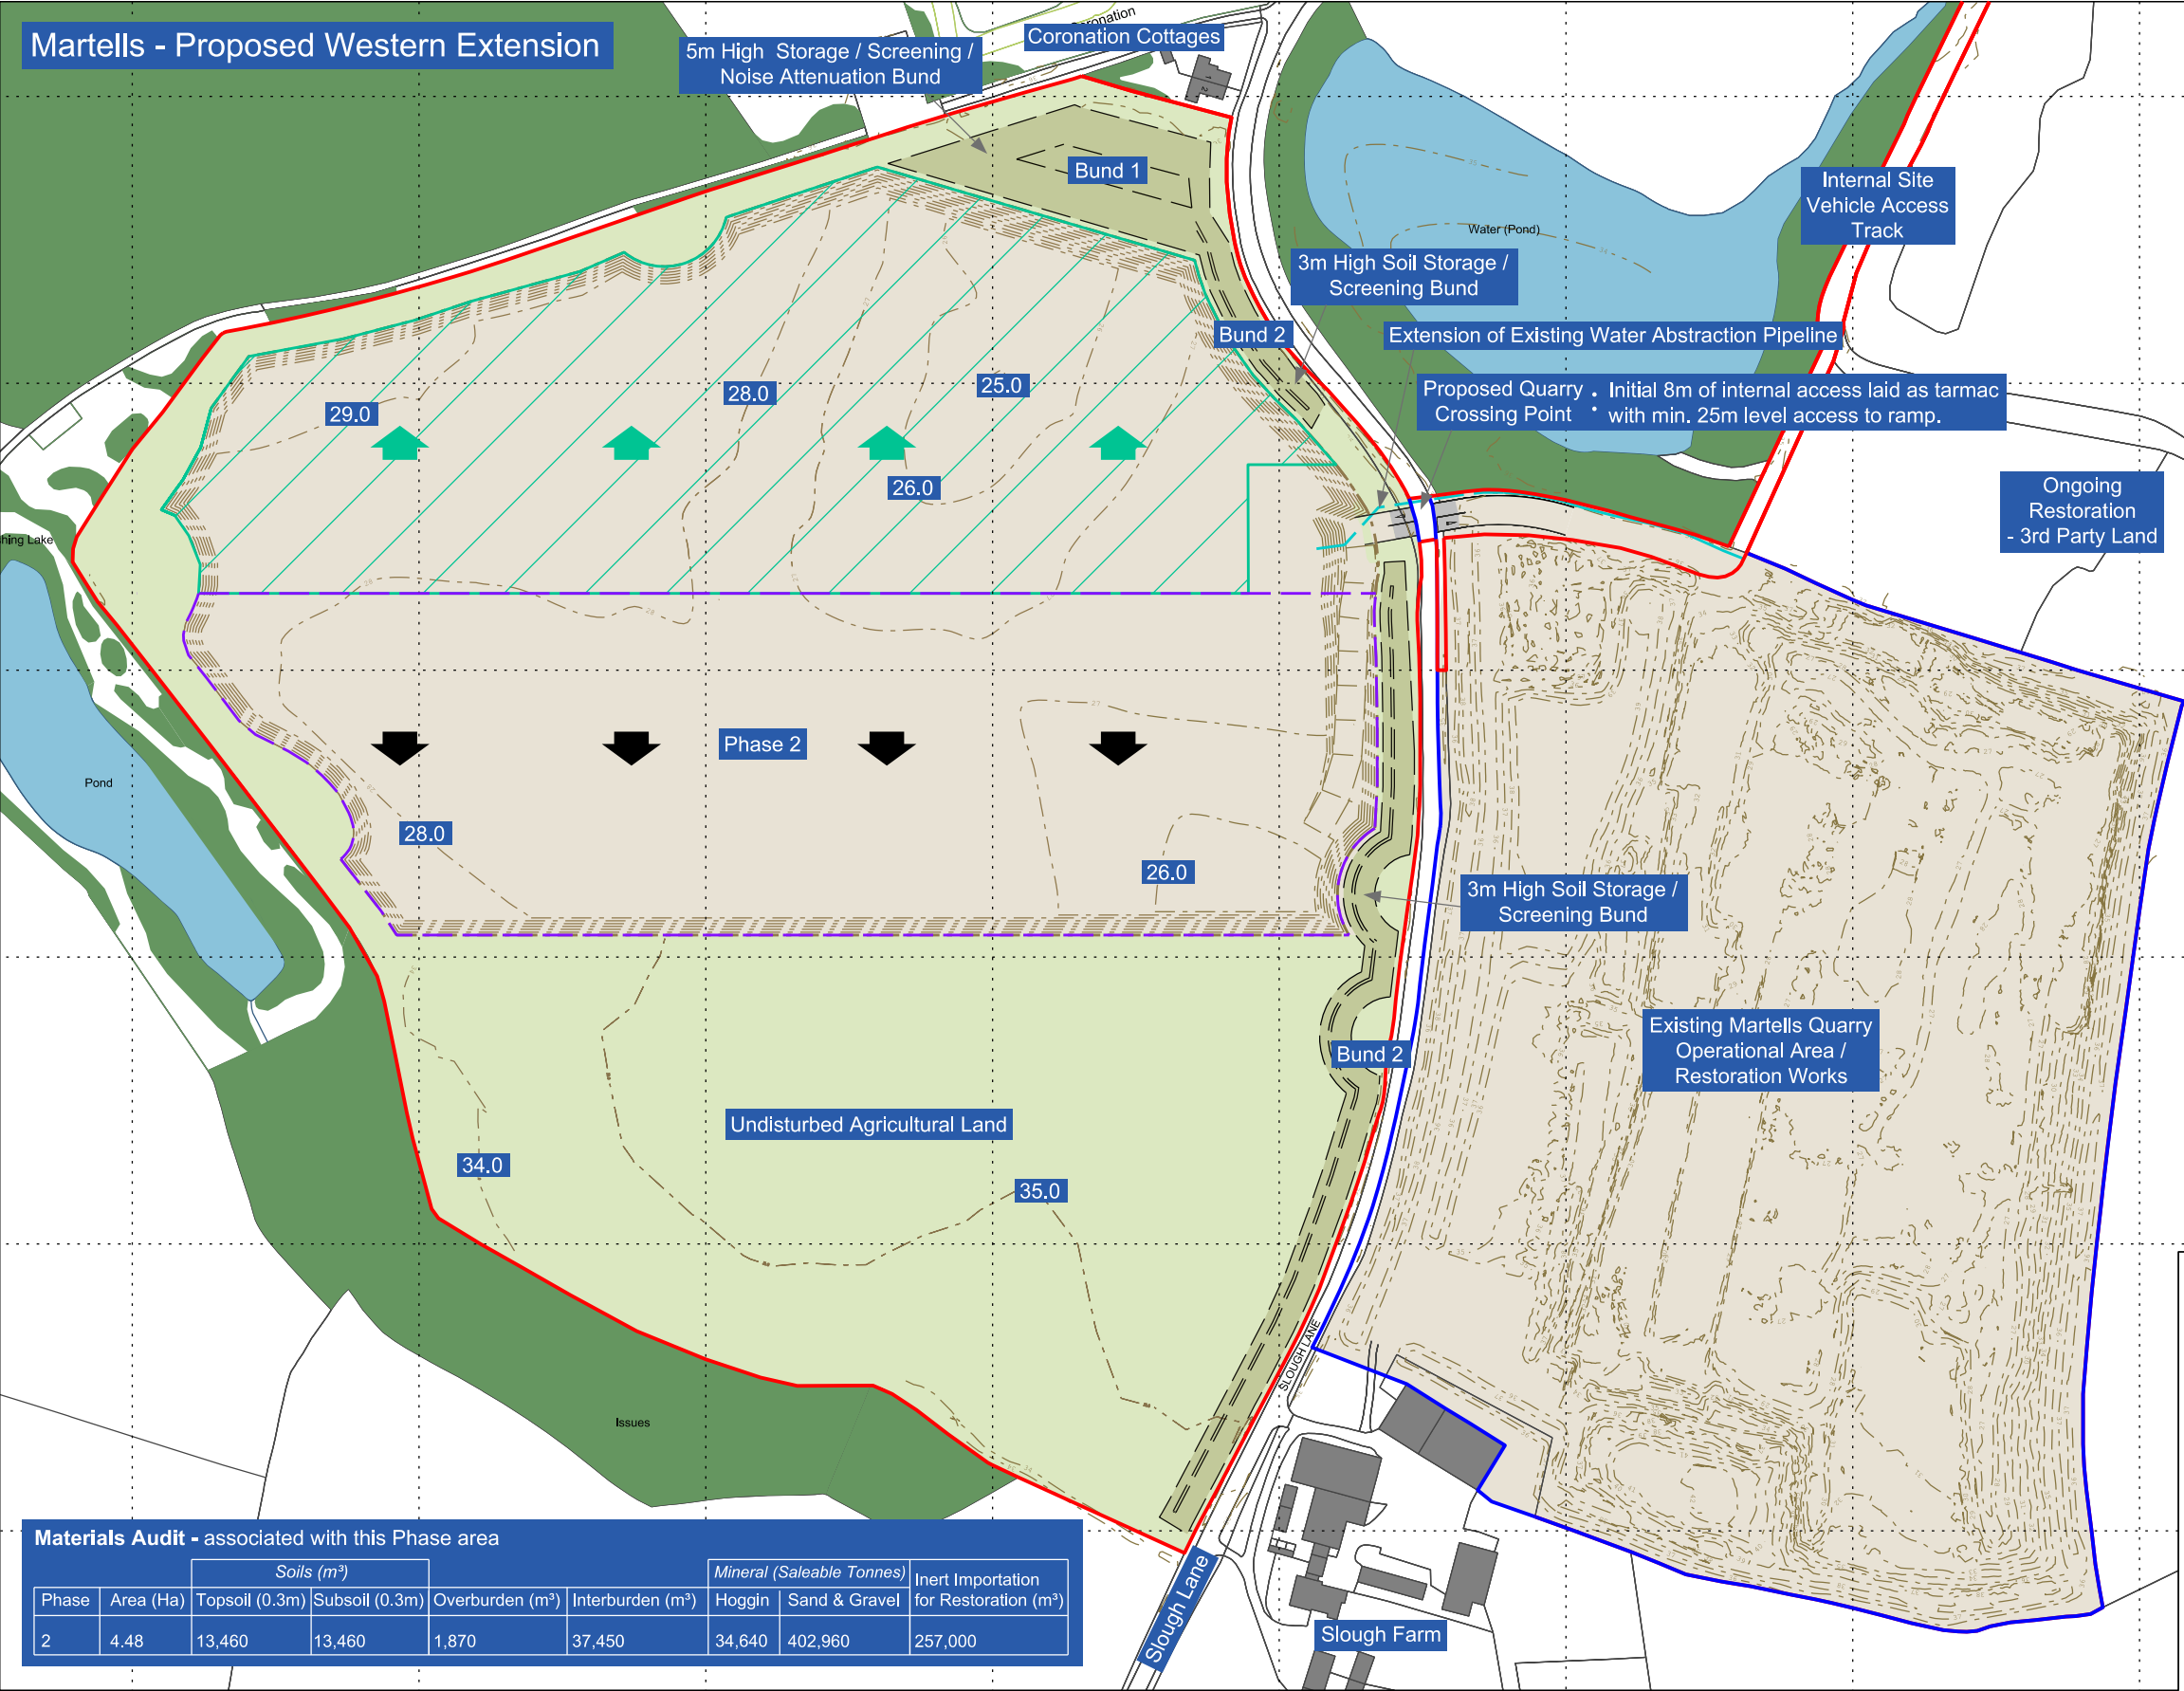 Martells - Proposed Western Extension
5m High Storage / Screening /
Noise Attenuation Bund
Coronation
Coronation Cottages
Bund 1
Internal Site
Vehicle Access
Track
Water (Pond)
3m High Soil Storage /
Screening Bund
Bund 2
Extension of Existing Water Abstraction Pipeline
Proposed Quarry
Crossing Point
: Initial 8m of internal access laid as tarmac
with min. 25m level access to ramp.
29.0
28.0
25.0
26.0
Ongoing
Restoration
- 3rd Party Land
hing Lake
Phase 2
Pond
28.0
26.0
3m High Soil Storage /
Screening Bund
Existing Martells Quarry
Operational Area /
Restoration Works
Bund 2
Undisturbed Agricultural Land
34.0
35.0
SLOUGH LANE
Issues
Slough Lane
Slough Farm
Materials Audit - associated with this Phase area
Soils (m³)
Mineral (Saleable Tonnes)
Inert Importation
for Restoration (m³)
Phase Area (Ha) Topsoil (0.3m) Subsoil (0.3m) Overburden (m³) Interburden (m³) Hoggin Sand & Gravel
2 4.48 13,460 13,460 1,870 37,450 34,640 402,960 257,000